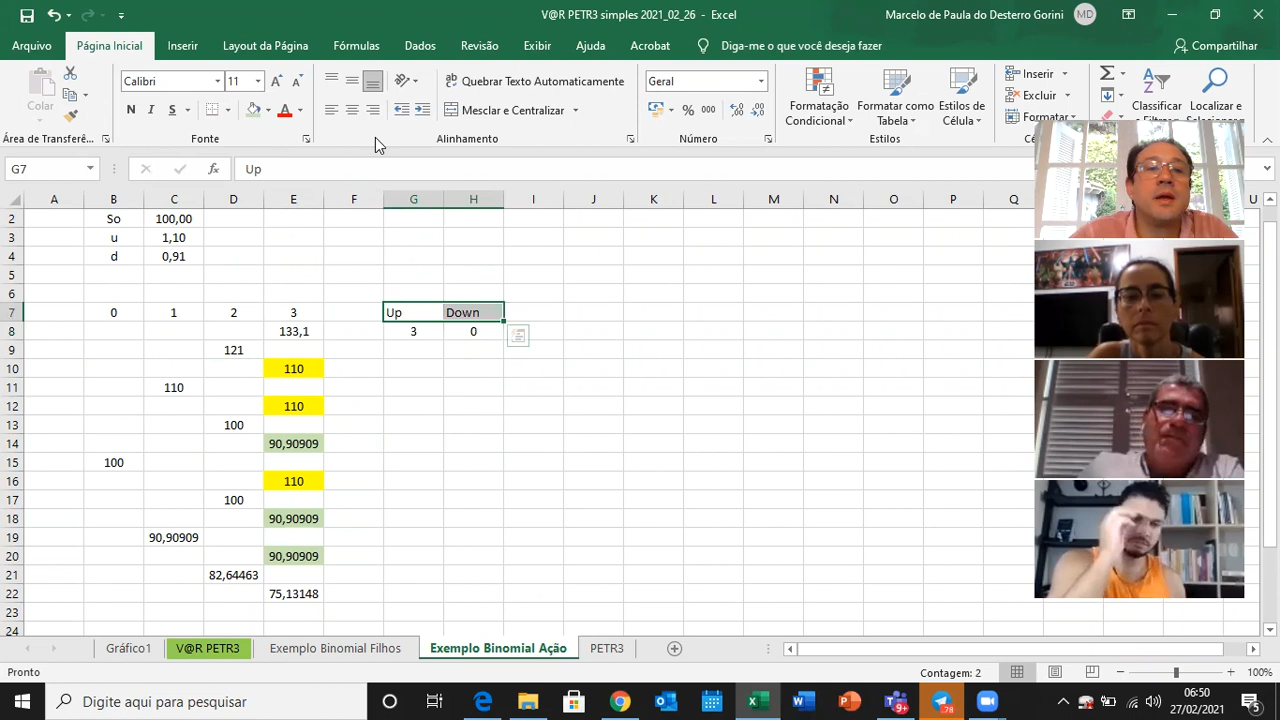 V@R PETR3 simples 2021_02_26 - Excel
Marcelo de Paula do Desterro Gorini
MD
Arquivo Página Inicial Inserir Layout da Página Fórmulas Dados Revisão Exibir Ajuda Acrobat Diga-me o que você deseja fazer Compartilhar
Colar
Calibri 11
Quebrar Texto Automaticamente
Geral
Formatação Condicional
Formatar como Tabela
Estilos de Célula
Inserir
Excluir
Formatar
Classificar
e Filtrar
Localizar e
Selecionar
N I S
Mesclar e Centralizar
% 000
Área de Transferê... Fonte Alinhamento Número Estilos
G7 fx Up
A B C D E F G H I J K L M N O P Q U
2 So 100,00
3 u 1,10
4 d 0,91
5
6
7 0 1 2 3 Up Down
8 133,1 3 0
9 121
10 110
11 110
12 110
13 100
14 90,90909
15 100
16 110
17 100
18 90,90909
19 90,90909
20 90,90909
21 82,64463
22 75,13148
23
24
Gráfico1 V@R PETR3 Exemplo Binomial Filhos Exemplo Binomial Ação PETR3
Pronto Contagem: 2 100%
Digite aqui para pesquisar
78
9+
06:50
27/02/2021
5